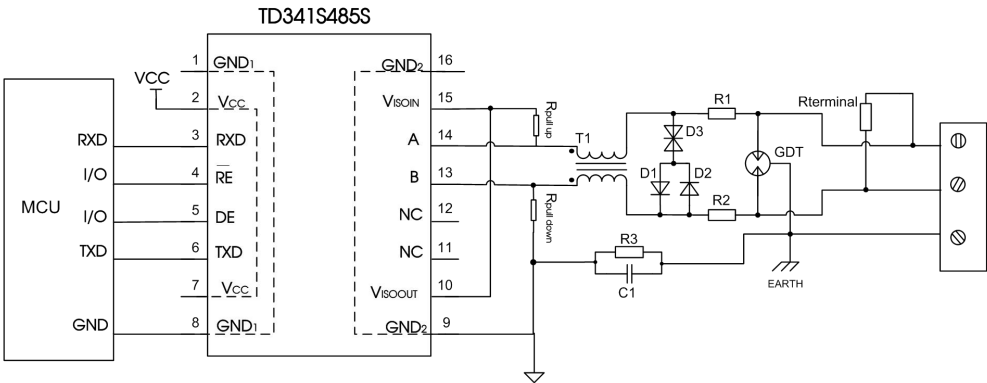 TD341S485S
MCU
RXD
I/O
I/O
TXD
GND
VCC
1 GND1
2 VCC
3 RXD
4 RE
5 DE
6 TXD
7 VCC
8 GND1
GND2 16
VISOIN 15
A 14
B 13
NC 12
NC 11
VISOOUT 10
GND2 9
Rpull up
Rpull down
T1
D3
D1
D2
R1
R2
GDT
Rterminal
R3
C1
EARTH